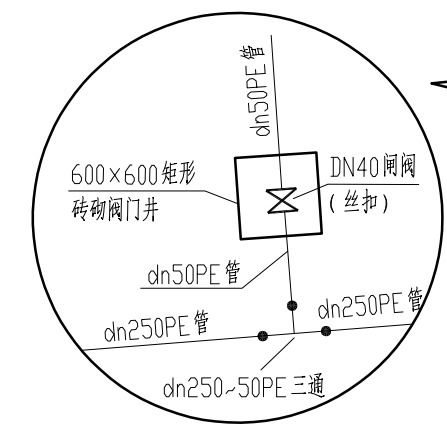 dn50PE管
600×600矩形
砖砌阀门井
DN40闸阀
(丝扣)
dn50PE管
dn250PE管
dn250PE管
dn250~50PE三通